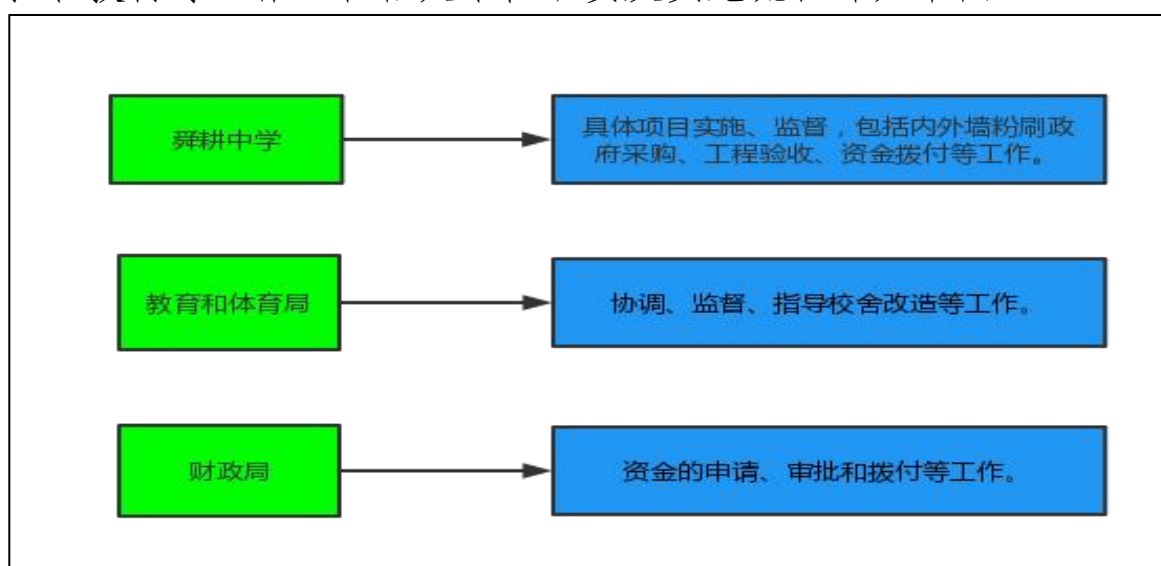 舜耕中学
具体项目实施、监督，包括内外墙粉刷政
府采购、工程验收、资金拨付等工作。
教育和体育局
协调、监督、指导校舍改造等工作。
财政局
资金的申请、审批和拨付等工作。